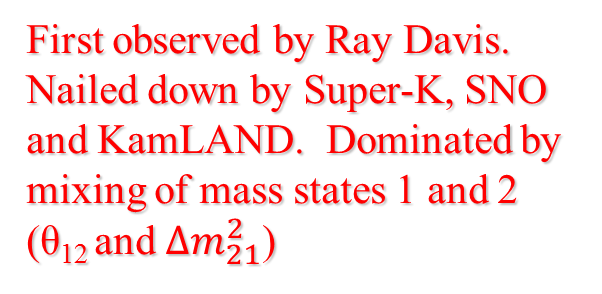 First observed by Ray Davis.
Nailed down by Super-K, SNO
and KamLAND.  Dominated by
mixing of mass states 1 and 2
(θ₁₂ and Δm²₂₁)